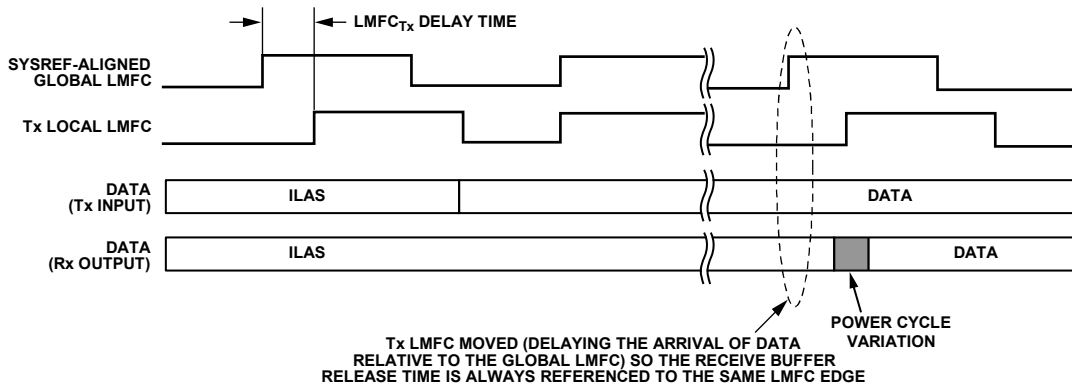 LMFCTx DELAY TIME
SYSREF-ALIGNED
GLOBAL LMFC
Tx LOCAL LMFC
DATA
(Tx INPUT)
ILAS
DATA
DATA
(Rx OUTPUT)
ILAS
DATA
POWER CYCLE
VARIATION
Tx LMFC MOVED (DELAYING THE ARRIVAL OF DATA
RELATIVE TO THE GLOBAL LMFC) SO THE RECEIVE BUFFER
RELEASE TIME IS ALWAYS REFERENCED TO THE SAME LMFC EDGE